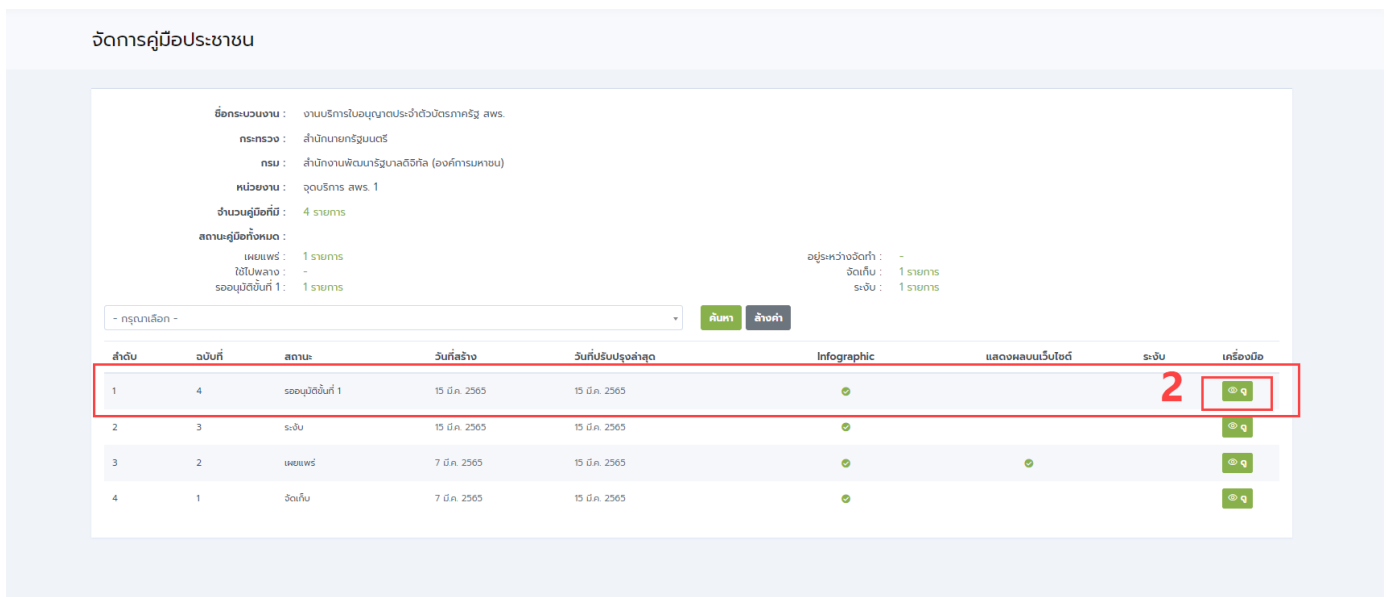 จัดการคู่มือประชาชน
ชื่อกระบวนงาน : งานบริการใบอนุญาตประจำตัวบัตรภาครัฐ สพร.
กระทรวง : สำนักนายกรัฐมนตรี
กรม : สำนักงานพัฒนารัฐบาลดิจิทัล (องค์การมหาชน)
หน่วยงาน : จุดบริการ สพร. 1
จำนวนคู่มือที่มี : 4 รายการ
สถานะคู่มือทั้งหมด :
เผยแพร่ : 1 รายการ อยู่ระหว่างจัดทำ : -
ใช้ไปพลาง : - จัดเก็บ : 1 รายการ
รออนุมัติขั้นที่ 1 : 1 รายการ ระงับ : 1 รายการ
- กรุณาเลือก - ค้นหา ล้างค่า
ลำดับ ฉบับที่ สถานะ วันที่สร้าง วันที่ปรับปรุงล่าสุด Infographic แสดงผลบนเว็บไซต์ ระงับ เครื่องมือ
1 4 รออนุมัติขั้นที่ 1 15 มี.ค. 2565 15 มี.ค. 2565 2 ดู
2 3 ระงับ 15 มี.ค. 2565 15 มี.ค. 2565 ดู
3 2 เผยแพร่ 7 มี.ค. 2565 15 มี.ค. 2565 ดู
4 1 จัดเก็บ 7 มี.ค. 2565 15 มี.ค. 2565 ดู